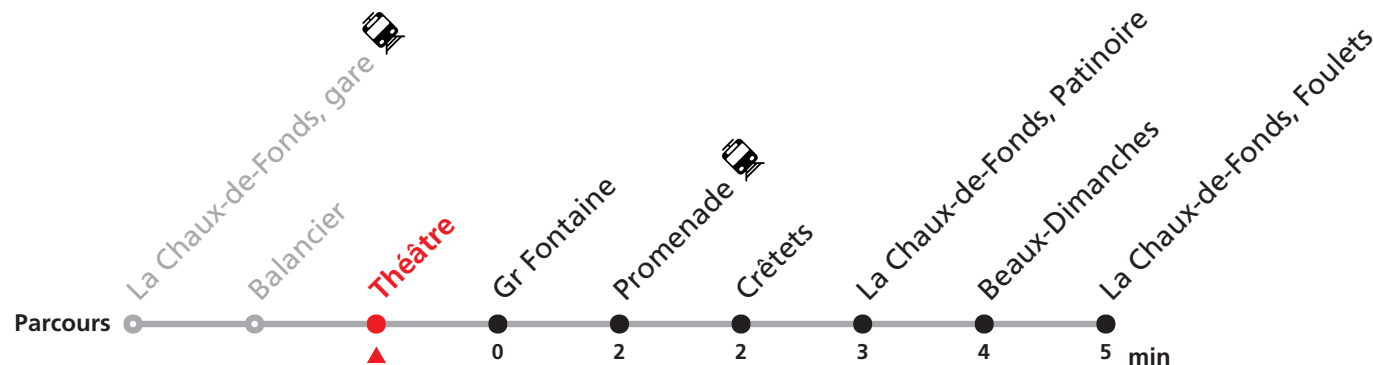 La Chaux-de-Fonds, gare
Balancier
Théâtre
Gr Fontaine
Promenade
Crêtets
La Chaux-de-Fonds, Patinoire
Beaux-Dimanches
La Chaux-de-Fonds, Foulets
Parcours
0 2 2 3 4 5 min